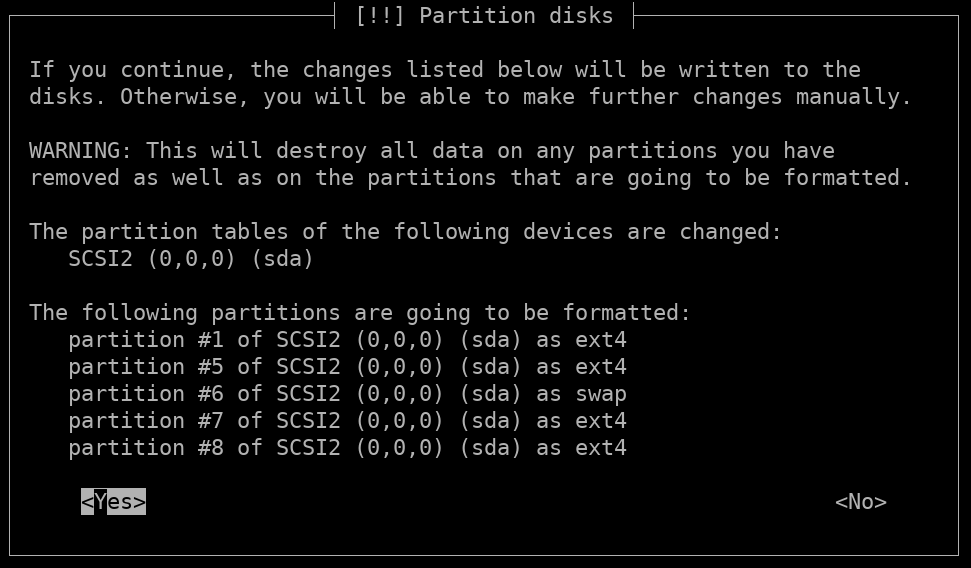 [!!] Partition disks
If you continue, the changes listed below will be written to the
disks. Otherwise, you will be able to make further changes manually.
WARNING: This will destroy all data on any partitions you have
removed as well as on the partitions that are going to be formatted.
The partition tables of the following devices are changed:
SCSI2 (0,0,0) (sda)
The following partitions are going to be formatted:
partition #1 of SCSI2 (0,0,0) (sda) as ext4
partition #5 of SCSI2 (0,0,0) (sda) as ext4
partition #6 of SCSI2 (0,0,0) (sda) as swap
partition #7 of SCSI2 (0,0,0) (sda) as ext4
partition #8 of SCSI2 (0,0,0) (sda) as ext4
<Yes> <No>